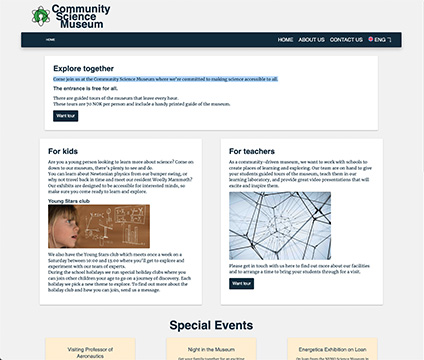 Community
Science
Museum
HOME
HOME ABOUT US CONTACT US ENG
Explore together
Come join us at the Community Science Museum where we're committed to making science accessible to all.
The entrance is free for all.
There are guided tours of the museum that leave every hour.
These tours are 70 NOK per person and include a handy printed guide of the museum.
Want tour
For kids
Are you a young person looking to learn more about science? Come on
down to our museum, there's plenty to see and do.
You can learn about Newtonian physics from our bumper swing, or
why not travel back in time and meet our resident Woolly Mammoth?
Our exhibits are designed to be accessible for interested minds, so
make sure you come ready to learn and explore.
Young Stars club
We also have the Young Stars club which meets once a week on a
Saturday between 10:00 and 15:00 where you'll get to explore and
experiment with our team of experts.
During the school holidays we run special holiday clubs where you
can join other children your age to go on a journey of discovery. Each
holiday we pick a new theme to explore. To find out more about the
holiday club and how you can join, send us a message.
For teachers
As a community-driven museum, we want to work with schools to
create places of learning and exploring. Our team are on hand to give
your students guided tours of the museum, teach them in our
learning laboratory, and provide great video presentations that will
excite and inspire them.
Please get in touch with us here to find out more about our facilities
and to arrange a time to bring your students through for a visit.
Want tour
Special Events
Visiting Professor of
Aeronautics
Night in the Museum
Energetica Exhibition on Loan